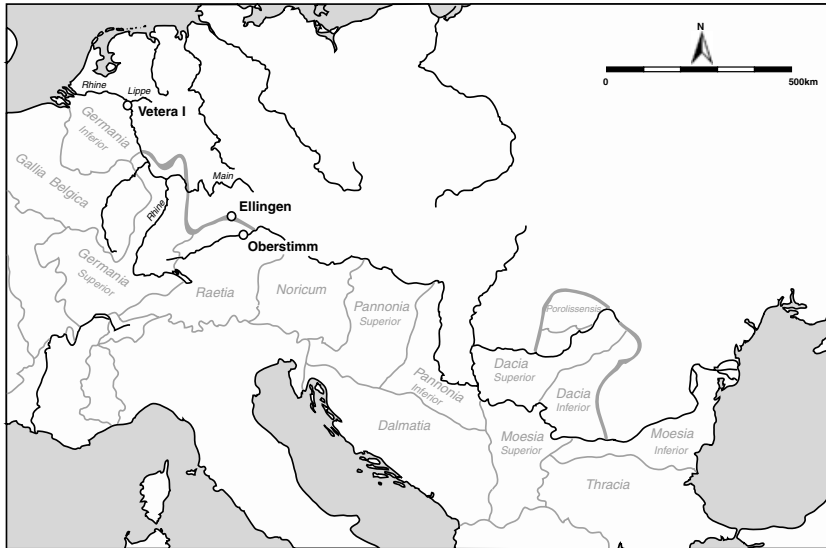 N
0
500km
Rhine
Lippe
Vetera I
Germania
Inferior
Gallia Belgica
Main
Rhine
Ellingen
Oberstimm
Germania
Superior
Raetia
Noricum
Pannonia
Superior
Porolissensis
Dacia
Superior
Pannonia
Inferior
Dacia
Inferior
Dalmatia
Moesia
Superior
Moesia
Inferior
Thracia